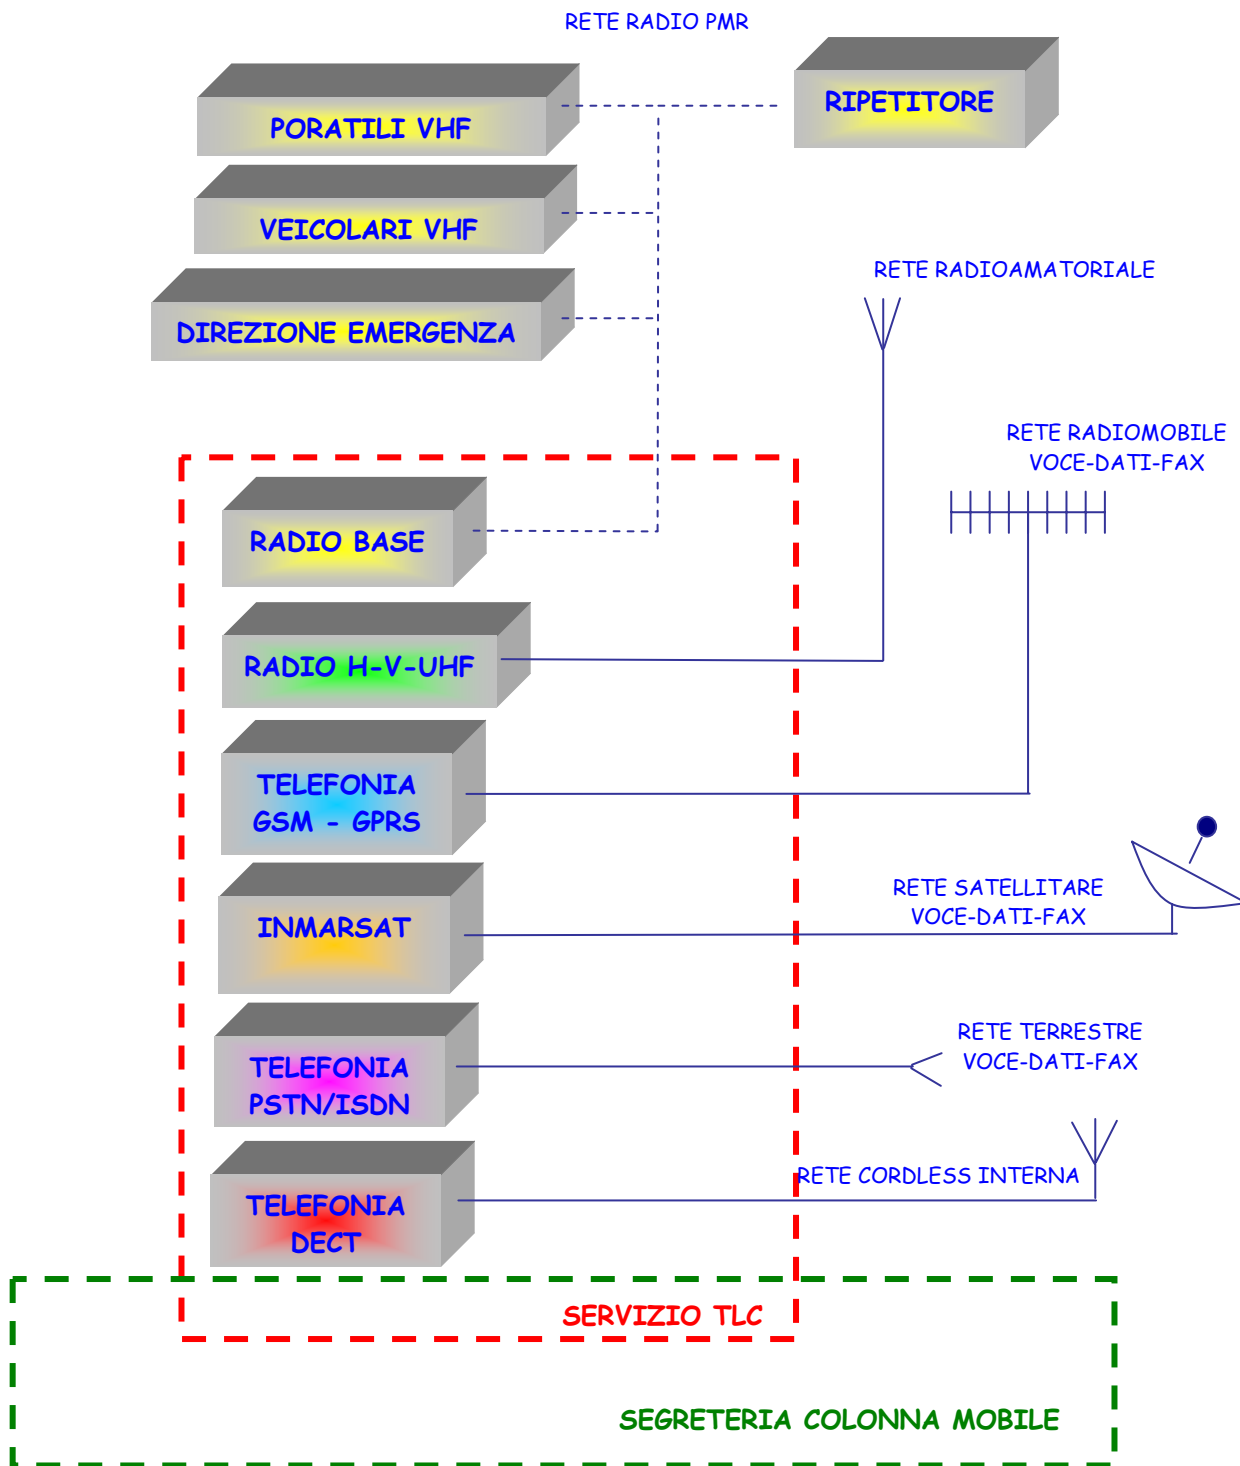 RETE RADIO PMR
RIPETITORE
PORATILI VHF
VEICOLARI VHF
DIREZIONE EMERGENZA
RETE RADIOAMATORIALE
RETE RADIOMOBILE
VOCE-DATI-FAX
RADIO BASE
RADIO H-V-UHF
TELEFONIA
GSM - GPRS
RETE SATELLITARE
VOCE-DATI-FAX
INMARSAT
RETE TERRESTRE
VOCE-DATI-FAX
TELEFONIA
PSTN/ISDN
RETE CORDLESS INTERNA
TELEFONIA
DECT
SERVIZIO TLC
SEGRETERIA COLONNA MOBILE